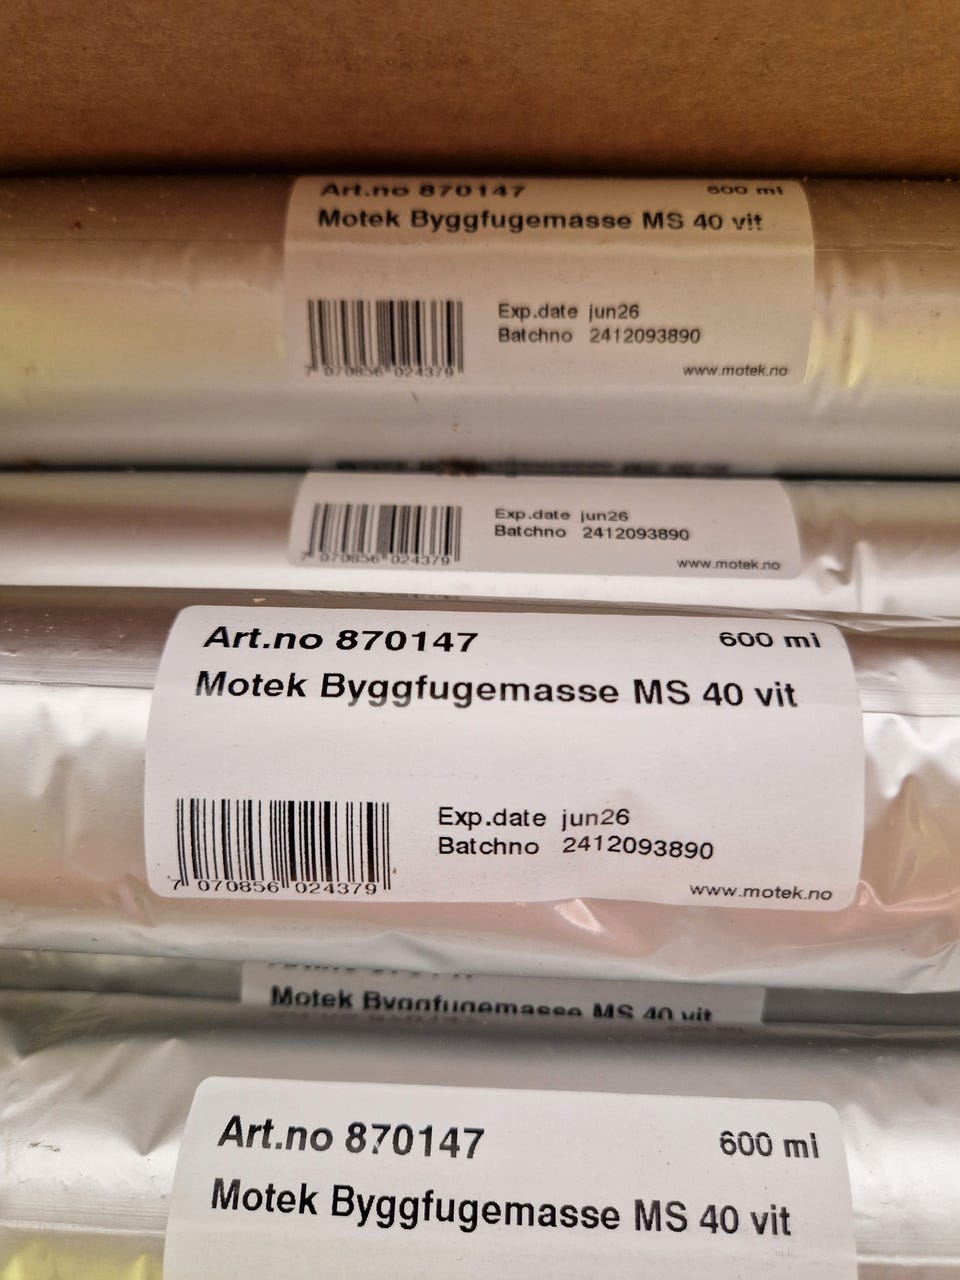 Art.no 870147 600 ml
Motek Byggfugemasse MS 40 vit
Exp.date jun26
Batchno 2412093890
7 070856 024379
www.motek.no
Exp.date jun26
Batchno 2412093890
7 070856 024379
www.motek.no
Art.no 870147 600 ml
Motek Byggfugemasse MS 40 vit
Exp.date jun26
Batchno 2412093890
7 070856 024379
www.motek.no
Motek Byggfugemasse MS 40 vit
Art.no 870147 600 ml
Motek Byggfugemasse MS 40 vit